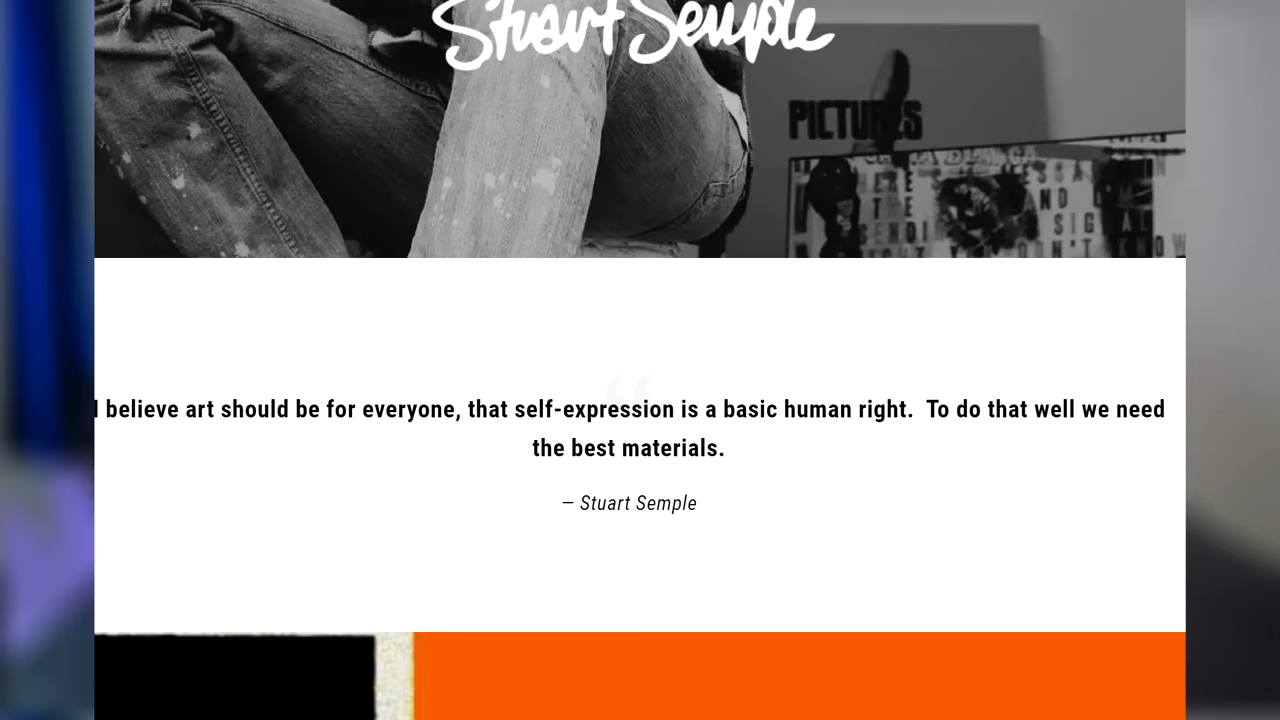 Stuart Semple
PICTURES
I believe art should be for everyone, that self-expression is a basic human right.  To do that well we need
the best materials.
– Stuart Semple